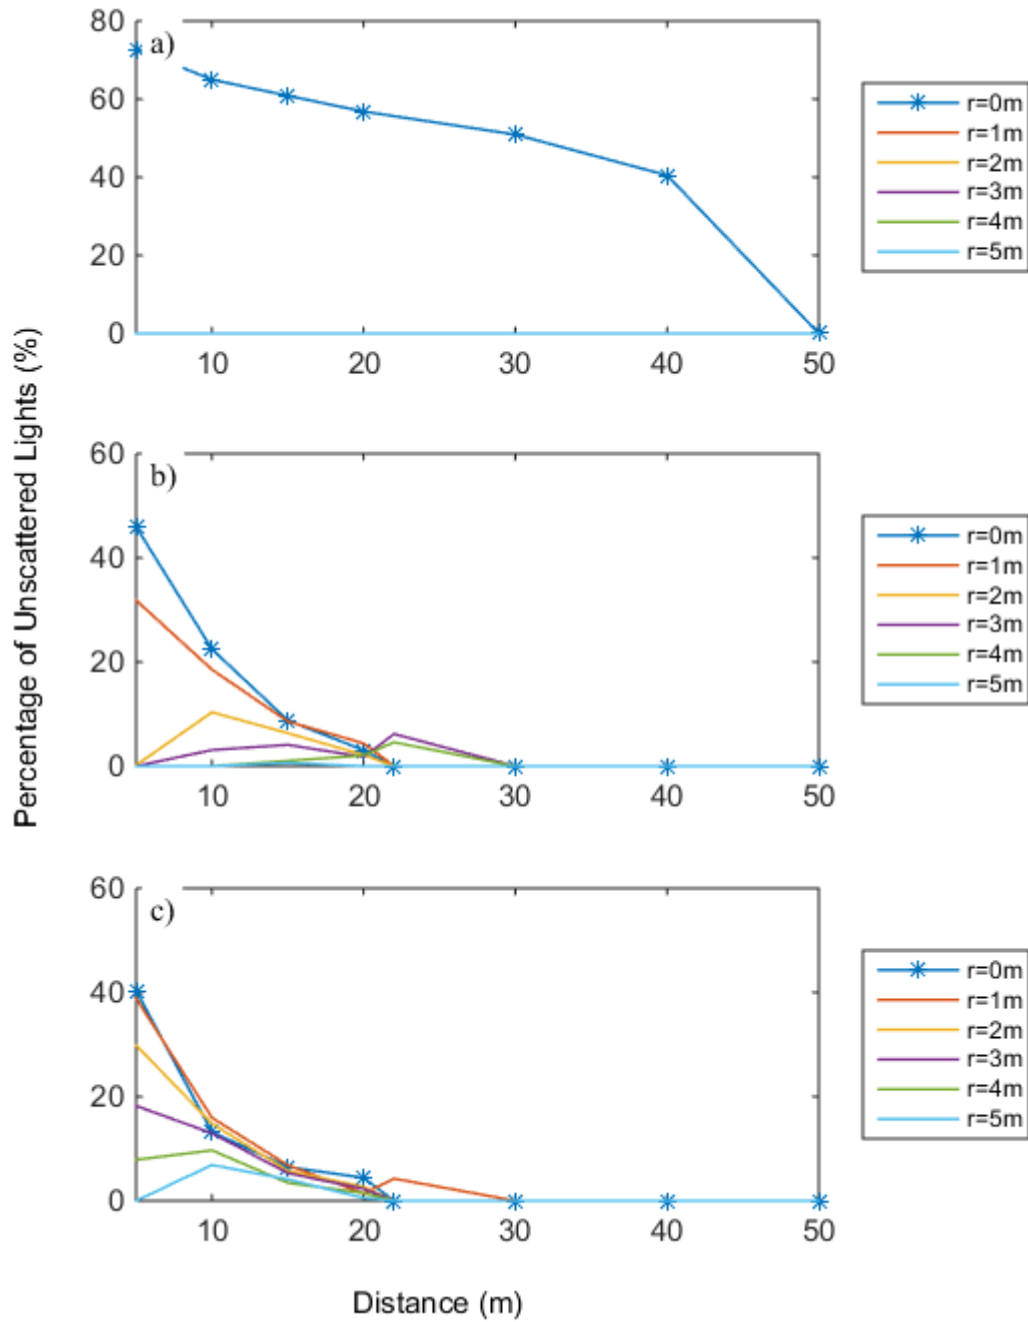 Percentage of Unscattered Lights (%)
a)
80
60
40
20
0
10 20 30 40 50
r=0m
r=1m
r=2m
r=3m
r=4m
r=5m
b)
60
40
20
0
10 20 30 40 50
r=0m
r=1m
r=2m
r=3m
r=4m
r=5m
c)
60
40
20
0
10 20 30 40 50
r=0m
r=1m
r=2m
r=3m
r=4m
r=5m
Distance (m)